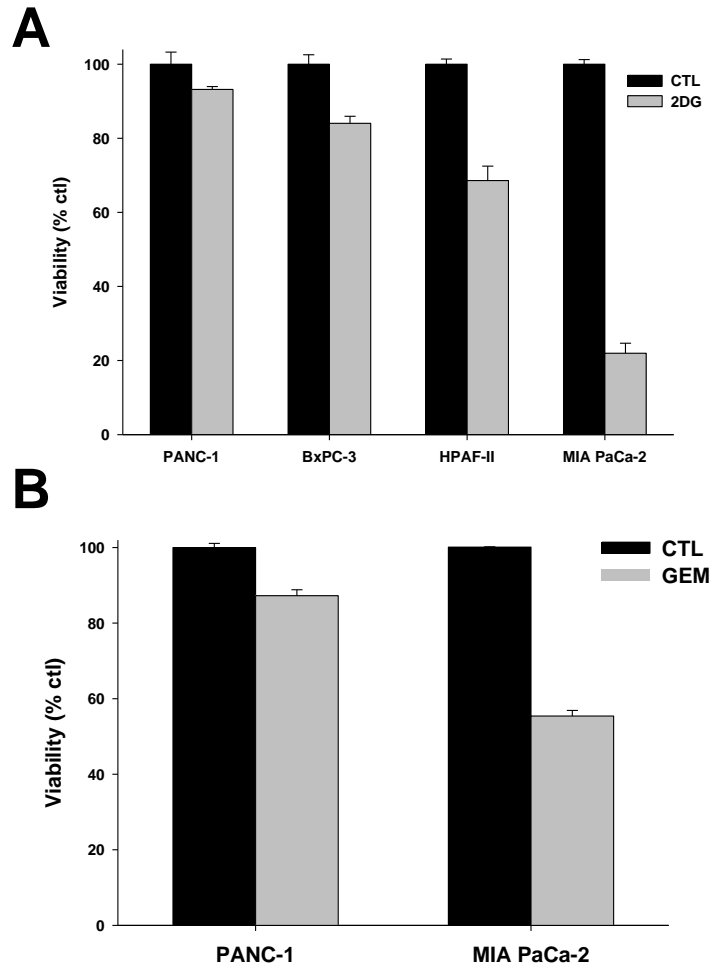 A
100
80
60
40
20
0
Viability (% ctl)
CTL
2DG
PANC-1 BxPC-3 HPAF-II MIA PaCa-2
B
100
80
60
40
20
0
Viability (% ctl)
CTL
GEM
PANC-1 MIA PaCa-2